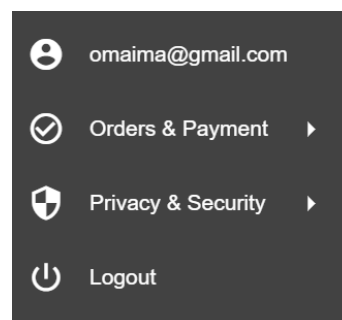 omaima@gmail.com
Orders & Payment
Privacy & Security
Logout